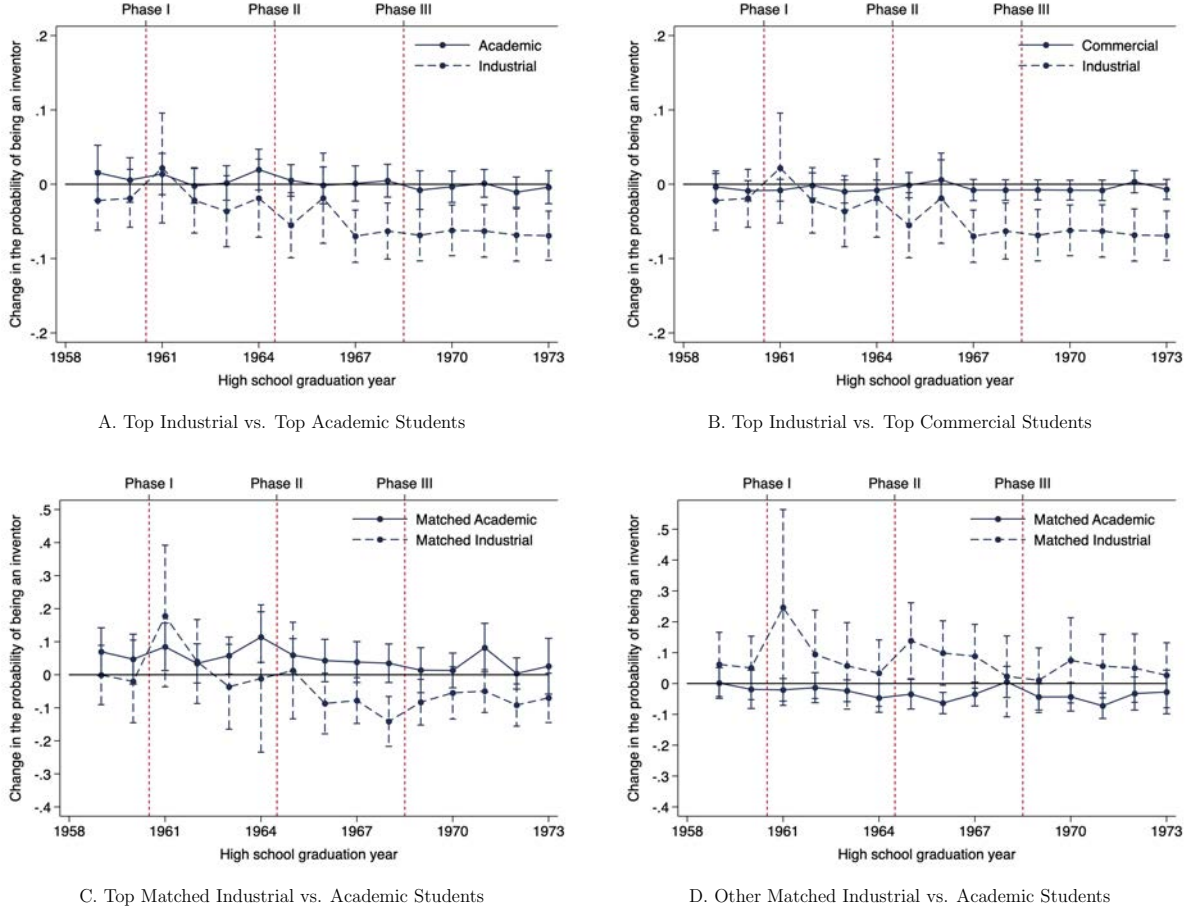 Phase I Phase II Phase III
Change in the probability of being an inventor
.2
.1
0
-.1
-.2
Academic
Industrial
1958 1961 1964 1967 1970 1973
High school graduation year
A. Top Industrial vs. Top Academic Students
Phase I Phase II Phase III
Change in the probability of being an inventor
.2
.1
0
-.1
-.2
Commercial
Industrial
1958 1961 1964 1967 1970 1973
High school graduation year
B. Top Industrial vs. Top Commercial Students
Phase I Phase II Phase III
Change in the probability of being an inventor
.5
.4
.3
.2
.1
0
-.1
-.2
-.3
-.4
Matched Academic
Matched Industrial
1958 1961 1964 1967 1970 1973
High school graduation year
C. Top Matched Industrial vs. Academic Students
Phase I Phase II Phase III
Change in the probability of being an inventor
.5
.4
.3
.2
.1
0
-.1
-.2
-.3
-.4
Matched Academic
Matched Industrial
1958 1961 1964 1967 1970 1973
High school graduation year
D. Other Matched Industrial vs. Academic Students